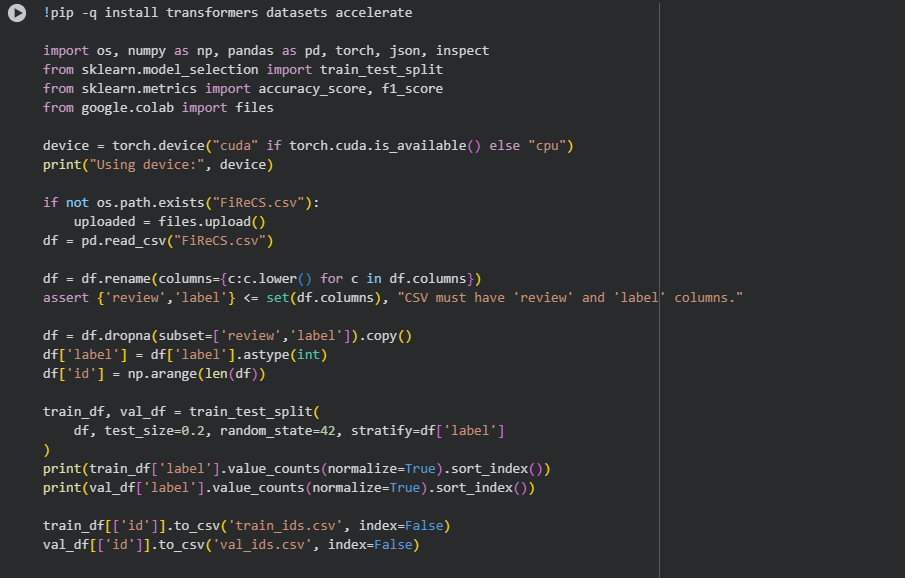 !pip -q install transformers datasets accelerate
import os, numpy as np, pandas as pd, torch, json, inspect
from sklearn.model_selection import train_test_split
from sklearn.metrics import accuracy_score, f1_score
from google.colab import files
device = torch.device("cuda" if torch.cuda.is_available() else "cpu")
print("Using device:", device)
if not os.path.exists("FiReCS.csv"):
    uploaded = files.upload()
df = pd.read_csv("FiReCS.csv")
df = df.rename(columns={c:c.lower() for c in df.columns})
assert {'review','label'} <= set(df.columns), "CSV must have 'review' and 'label' columns."
df = df.dropna(subset=['review','label']).copy()
df['label'] = df['label'].astype(int)
df['id'] = np.arange(len(df))
train_df, val_df = train_test_split(
    df, test_size=0.2, random_state=42, stratify=df['label']
)
print(train_df['label'].value_counts(normalize=True).sort_index())
print(val_df['label'].value_counts(normalize=True).sort_index())
train_df[['id']].to_csv('train_ids.csv', index=False)
val_df[['id']].to_csv('val_ids.csv', index=False)